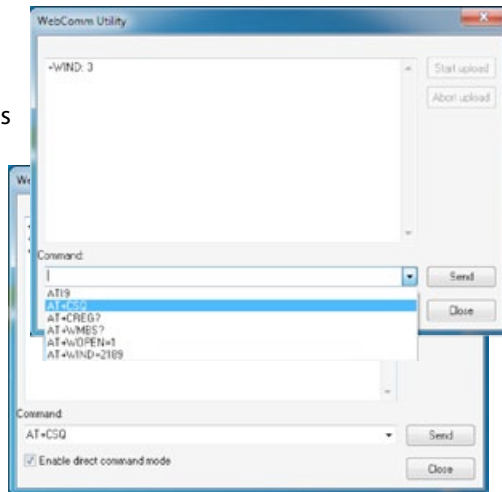 WebComm Utility
+WIND: 3
Start upload
Abort upload
s
We
Command:
Send
ATI9
AT+CSQ
AT+CREG?
AT+WMBS?
AT+WOPEN=1
AT+WIND=2189
Close
Command
AT+CSQ
Send
Enable direct command mode
Close